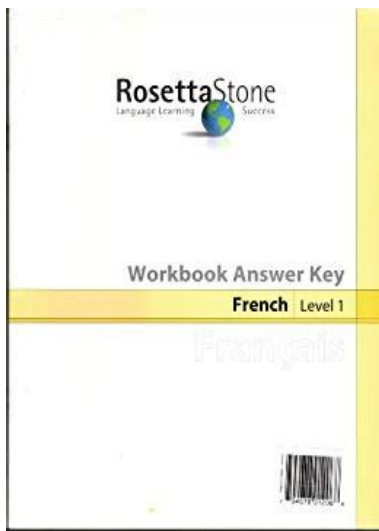 RosettaStone
Language Learning Success
Workbook Answer Key
French Level 1
Français